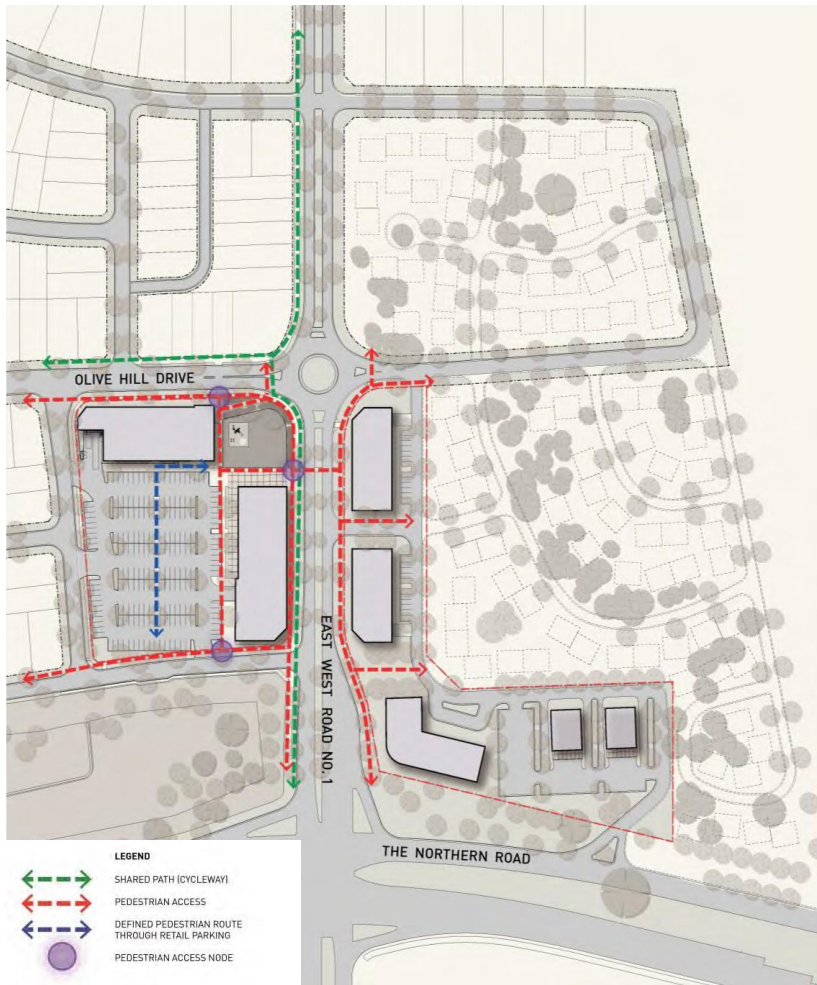 OLIVE HILL DRIVE
EAST WEST ROAD NO. 1
THE NORTHERN ROAD
LEGEND
SHARED PATH (CYCLEWAY)
PEDESTRIAN ACCESS
DEFINED PEDESTRIAN ROUTE
THROUGH RETAIL PARKING
PEDESTRIAN ACCESS NODE